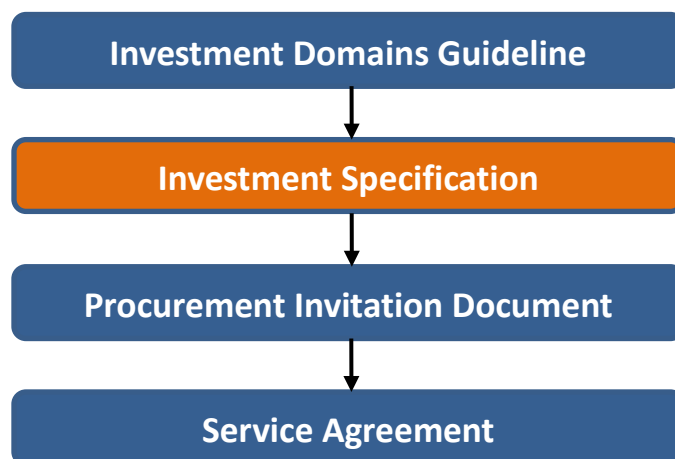 Investment Domains Guideline
Investment Specification
Procurement Invitation Document
Service Agreement